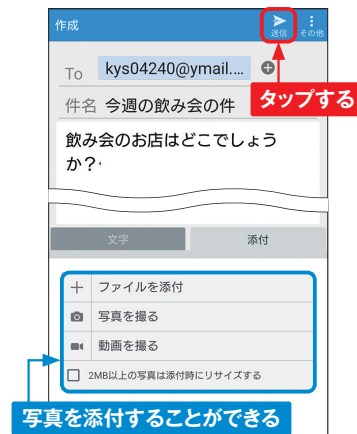 作成
送信
その他
To kys04240@ymail....
件名 今週の飲み会の件
タップする
飲み会のお店はどこでしょう
か？
文字
添付
ファイルを添付
写真を撮る
動画を撮る
2MB以上の写真は添付時にリサイズする
写真を添付することができる